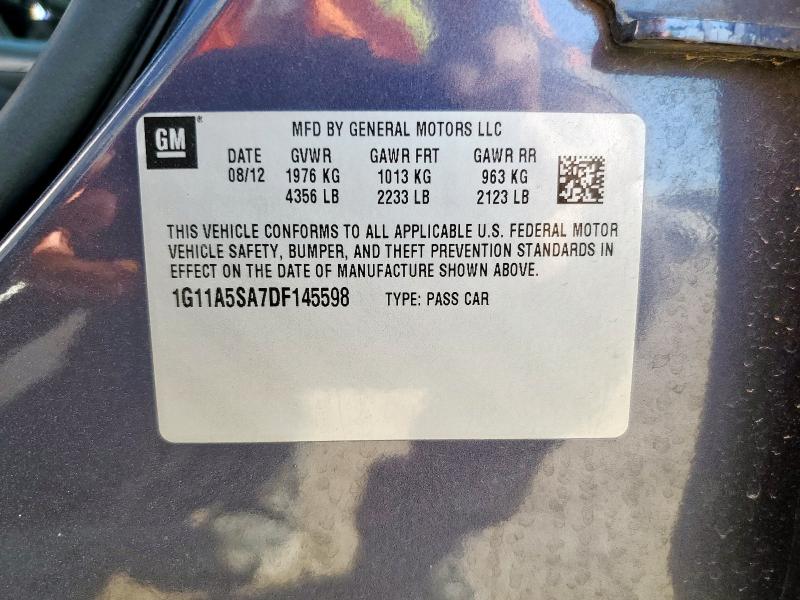 GM
MFD BY GENERAL MOTORS LLC
DATE GVWR GAWR FRT GAWR RR
08/12 1976 KG 1013 KG 963 KG
4356 LB 2233 LB 2123 LB
THIS VEHICLE CONFORMS TO ALL APPLICABLE U.S. FEDERAL MOTOR
VEHICLE SAFETY, BUMPER, AND THEFT PREVENTION STANDARDS IN
EFFECT ON THE DATE OF MANUFACTURE SHOWN ABOVE.
1G11A5SA7DF145598 TYPE: PASS CAR